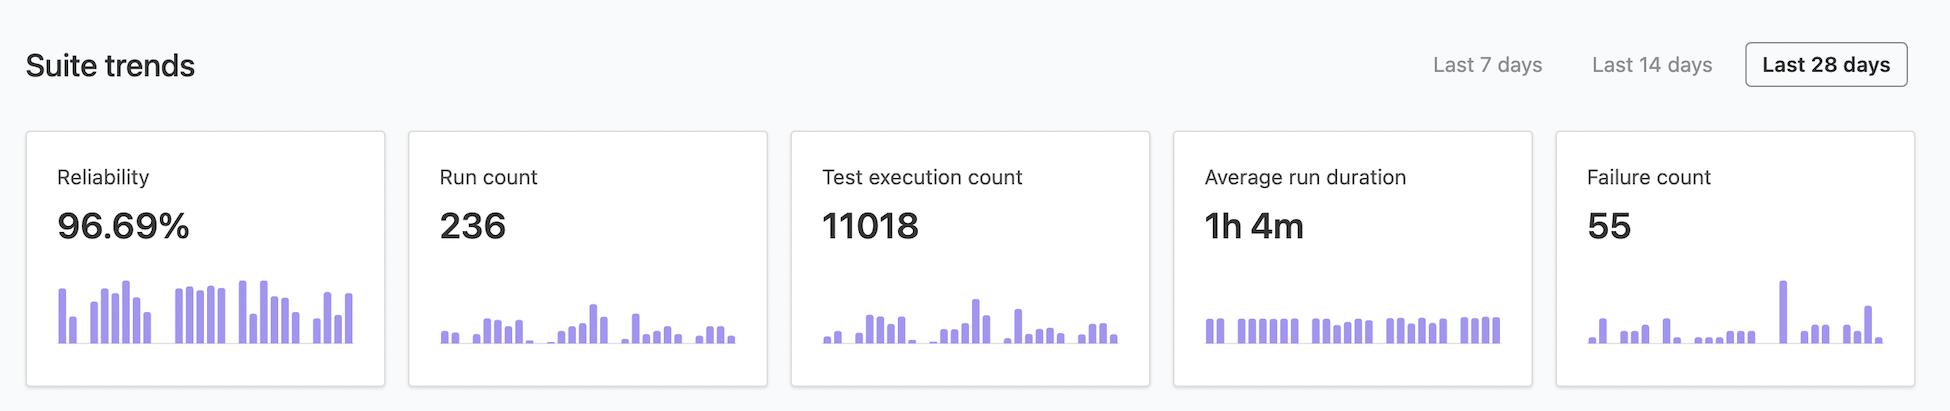 Suite trends
Last 7 days
Last 14 days
Last 28 days
Reliability
96.69%
Run count
236
Test execution count
11018
Average run duration
1h 4m
Failure count
55